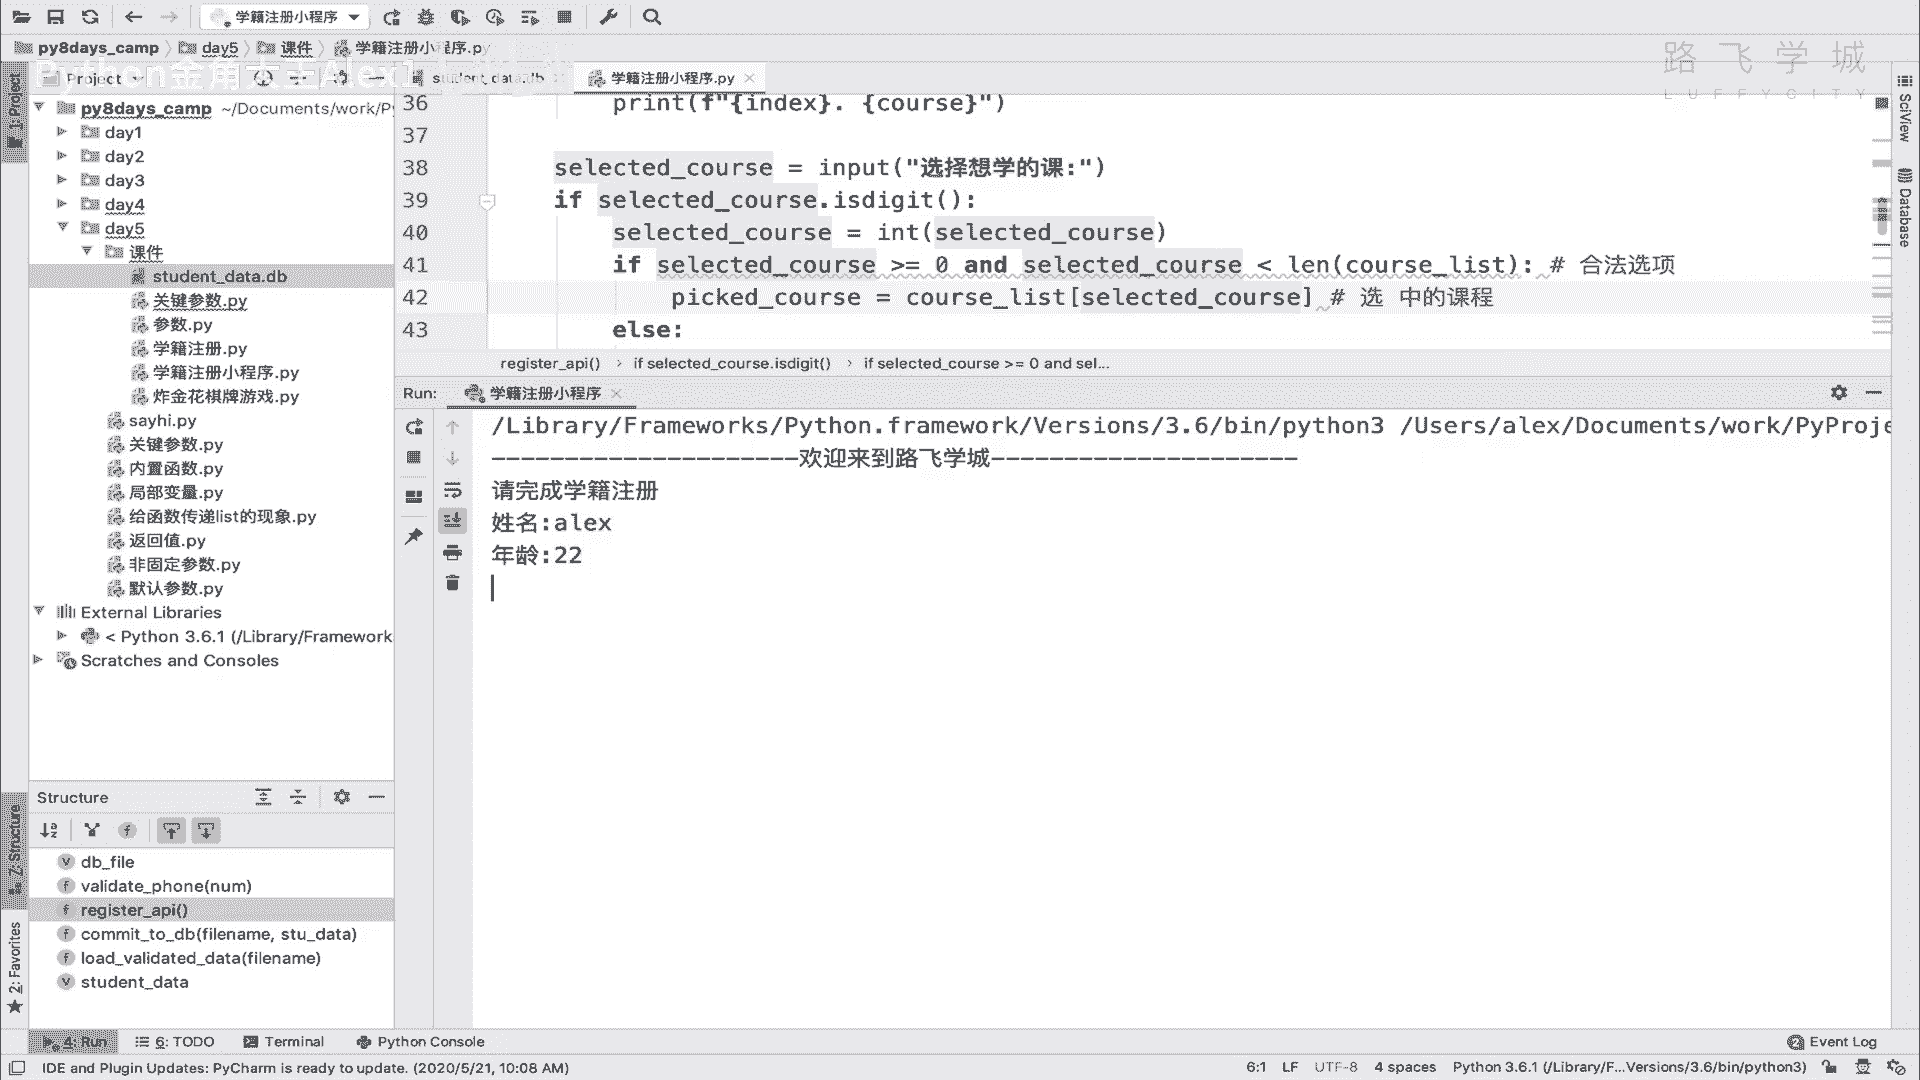 学籍注册小程序
py8days_camp
day5
课件
学籍注册小程序.py
路飞学城
LUFFYCITY
Python金角大王Alex1
1: Project
Project
student_data.db
学籍注册小程序.py
SciView
Database
py8days_camp ~/Documents/work/Py
day1
day2
day3
day4
day5
课件
student_data.db
关键参数.py
参数.py
学籍注册.py
学籍注册小程序.py
炸金花棋牌游戏.py
sayhi.py
关键参数.py
内置函数.py
局部变量.py
给函数传递list的现象.py
返回值.py
非固定参数.py
默认参数.py
External Libraries
< Python 3.6.1 (/Library/Framework
Scratches and Consoles
36 print(f"{index}. {course}")
37
38 selected_course = input("选择想学的课:")
39 if selected_course.isdigit():
40 selected_course = int(selected_course)
41 if selected_course >= 0 and selected_course < len(course_list): # 合法选项
42 picked_course = course_list[selected_course] # 选 中的课程
43 else:
register_api() › if selected_course.isdigit() › if selected_course >= 0 and sel...
Run: 学籍注册小程序
/Library/Frameworks/Python.framework/Versions/3.6/bin/python3 /Users/alex/Documents/work/PyProje
---------------------欢迎来到路飞学城---------------------
请完成学籍注册
姓名:alex
年龄:22
Structure
7: Structure
2: Favorites
db_file
validate_phone(num)
register_api()
commit_to_db(filename, stu_data)
load_validated_data(filename)
student_data
4: Run
6: TODO
Terminal
Python Console
Event Log
IDE and Plugin Updates: PyCharm is ready to update. (2020/5/21, 10:08 AM)
6:1 LF UTF-8 4 spaces Python 3.6.1 (/Library/F...Versions/3.6/bin/python3)